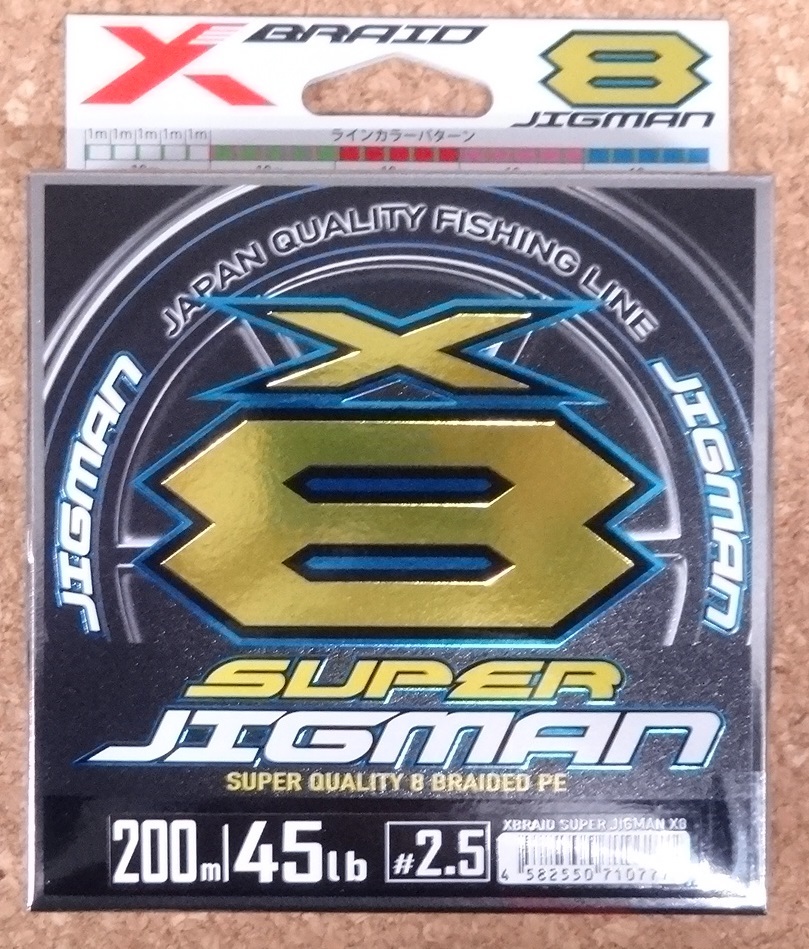 X BRAID
8
JIGMAN
1m 1m 1m 1m 1m
ラインカラーパターン
JAPAN QUALITY FISHING LINE
JIGMAN
JIGMAN
X
8
SUPER
JIGMAN
SUPER QUALITY 8 BRAIDED PE
200m 45lb #2.5
XBRAID SUPER JIGMAN X8
4 582550 71077